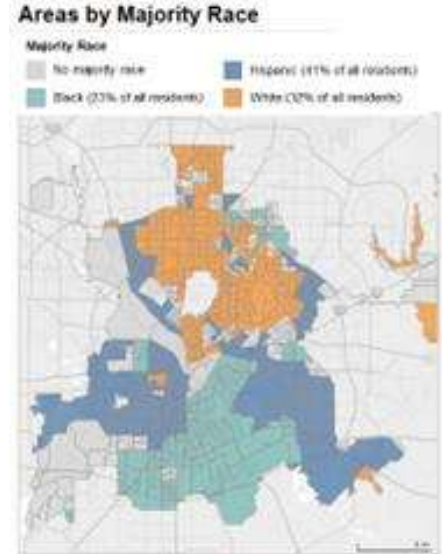 Areas by Majority Race
Majority Race
No majority race
Hispanic (41% of all residents)
Black (23% of all residents)
White (32% of all residents)